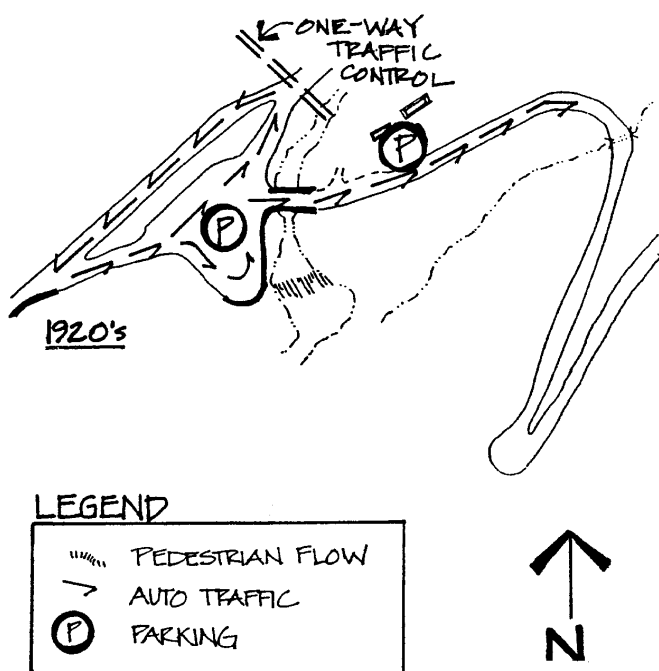 ONE-WAY
TRAFFIC
CONTROL
P
P
1920's
LEGEND
PEDESTRIAN FLOW
AUTO TRAFFIC
P PARKING
N